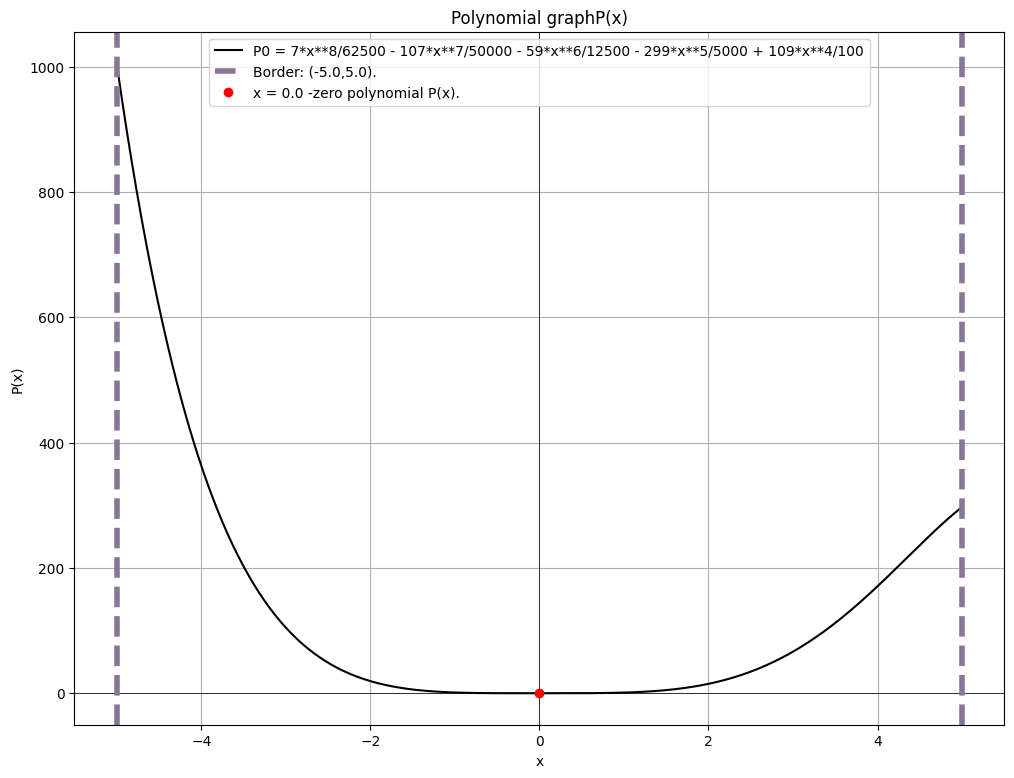 Polynomial graphP(x)
P0 = 7*x**8/62500 - 107*x**7/50000 - 59*x**6/12500 - 299*x**5/5000 + 109*x**4/100
Border: (-5.0,5.0).
x = 0.0 -zero polynomial P(x).
1000
800
600
400
200
0
P(x)
−4
−2
0
2
4
x